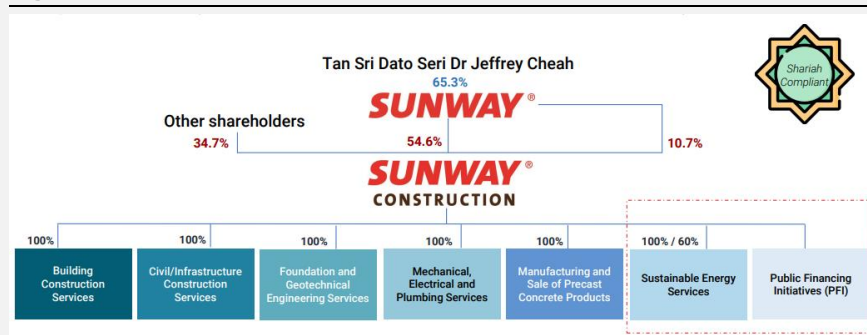 Tan Sri Dato Seri Dr Jeffrey Cheah
65.3%
SUNWAY®
Shariah
Compliant
Other shareholders
34.7%
54.6%
10.7%
SUNWAY®
CONSTRUCTION
100%
100%
100%
100%
100%
100% / 60%
Building
Construction
Services
Civil/Infrastructure
Construction
Services
Foundation and
Geotechnical
Engineering Services
Mechanical,
Electrical and
Plumbing Services
Manufacturing and
Sale of Precast
Concrete Products
Sustainable Energy
Services
Public Financing
Initiatives (PFI)